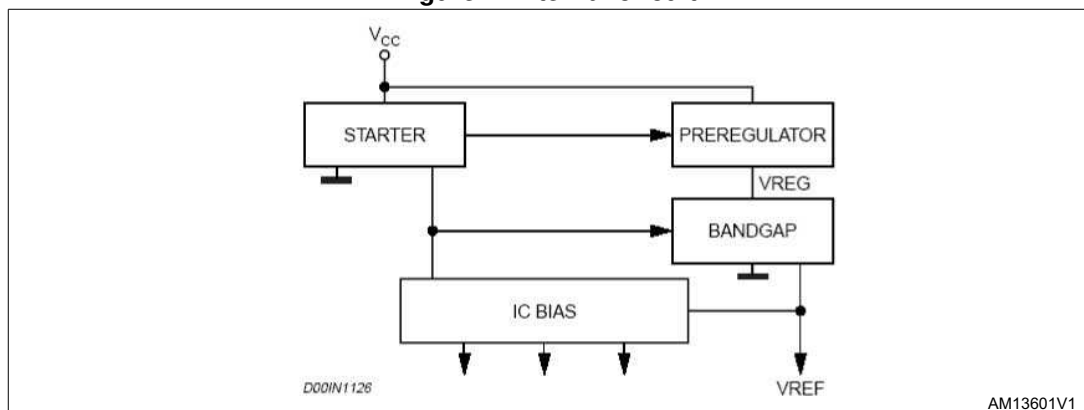 VCC
STARTER
PREREGULATOR
VREG
BANDGAP
IC BIAS
D00IN1126
VREF
AM13601V1